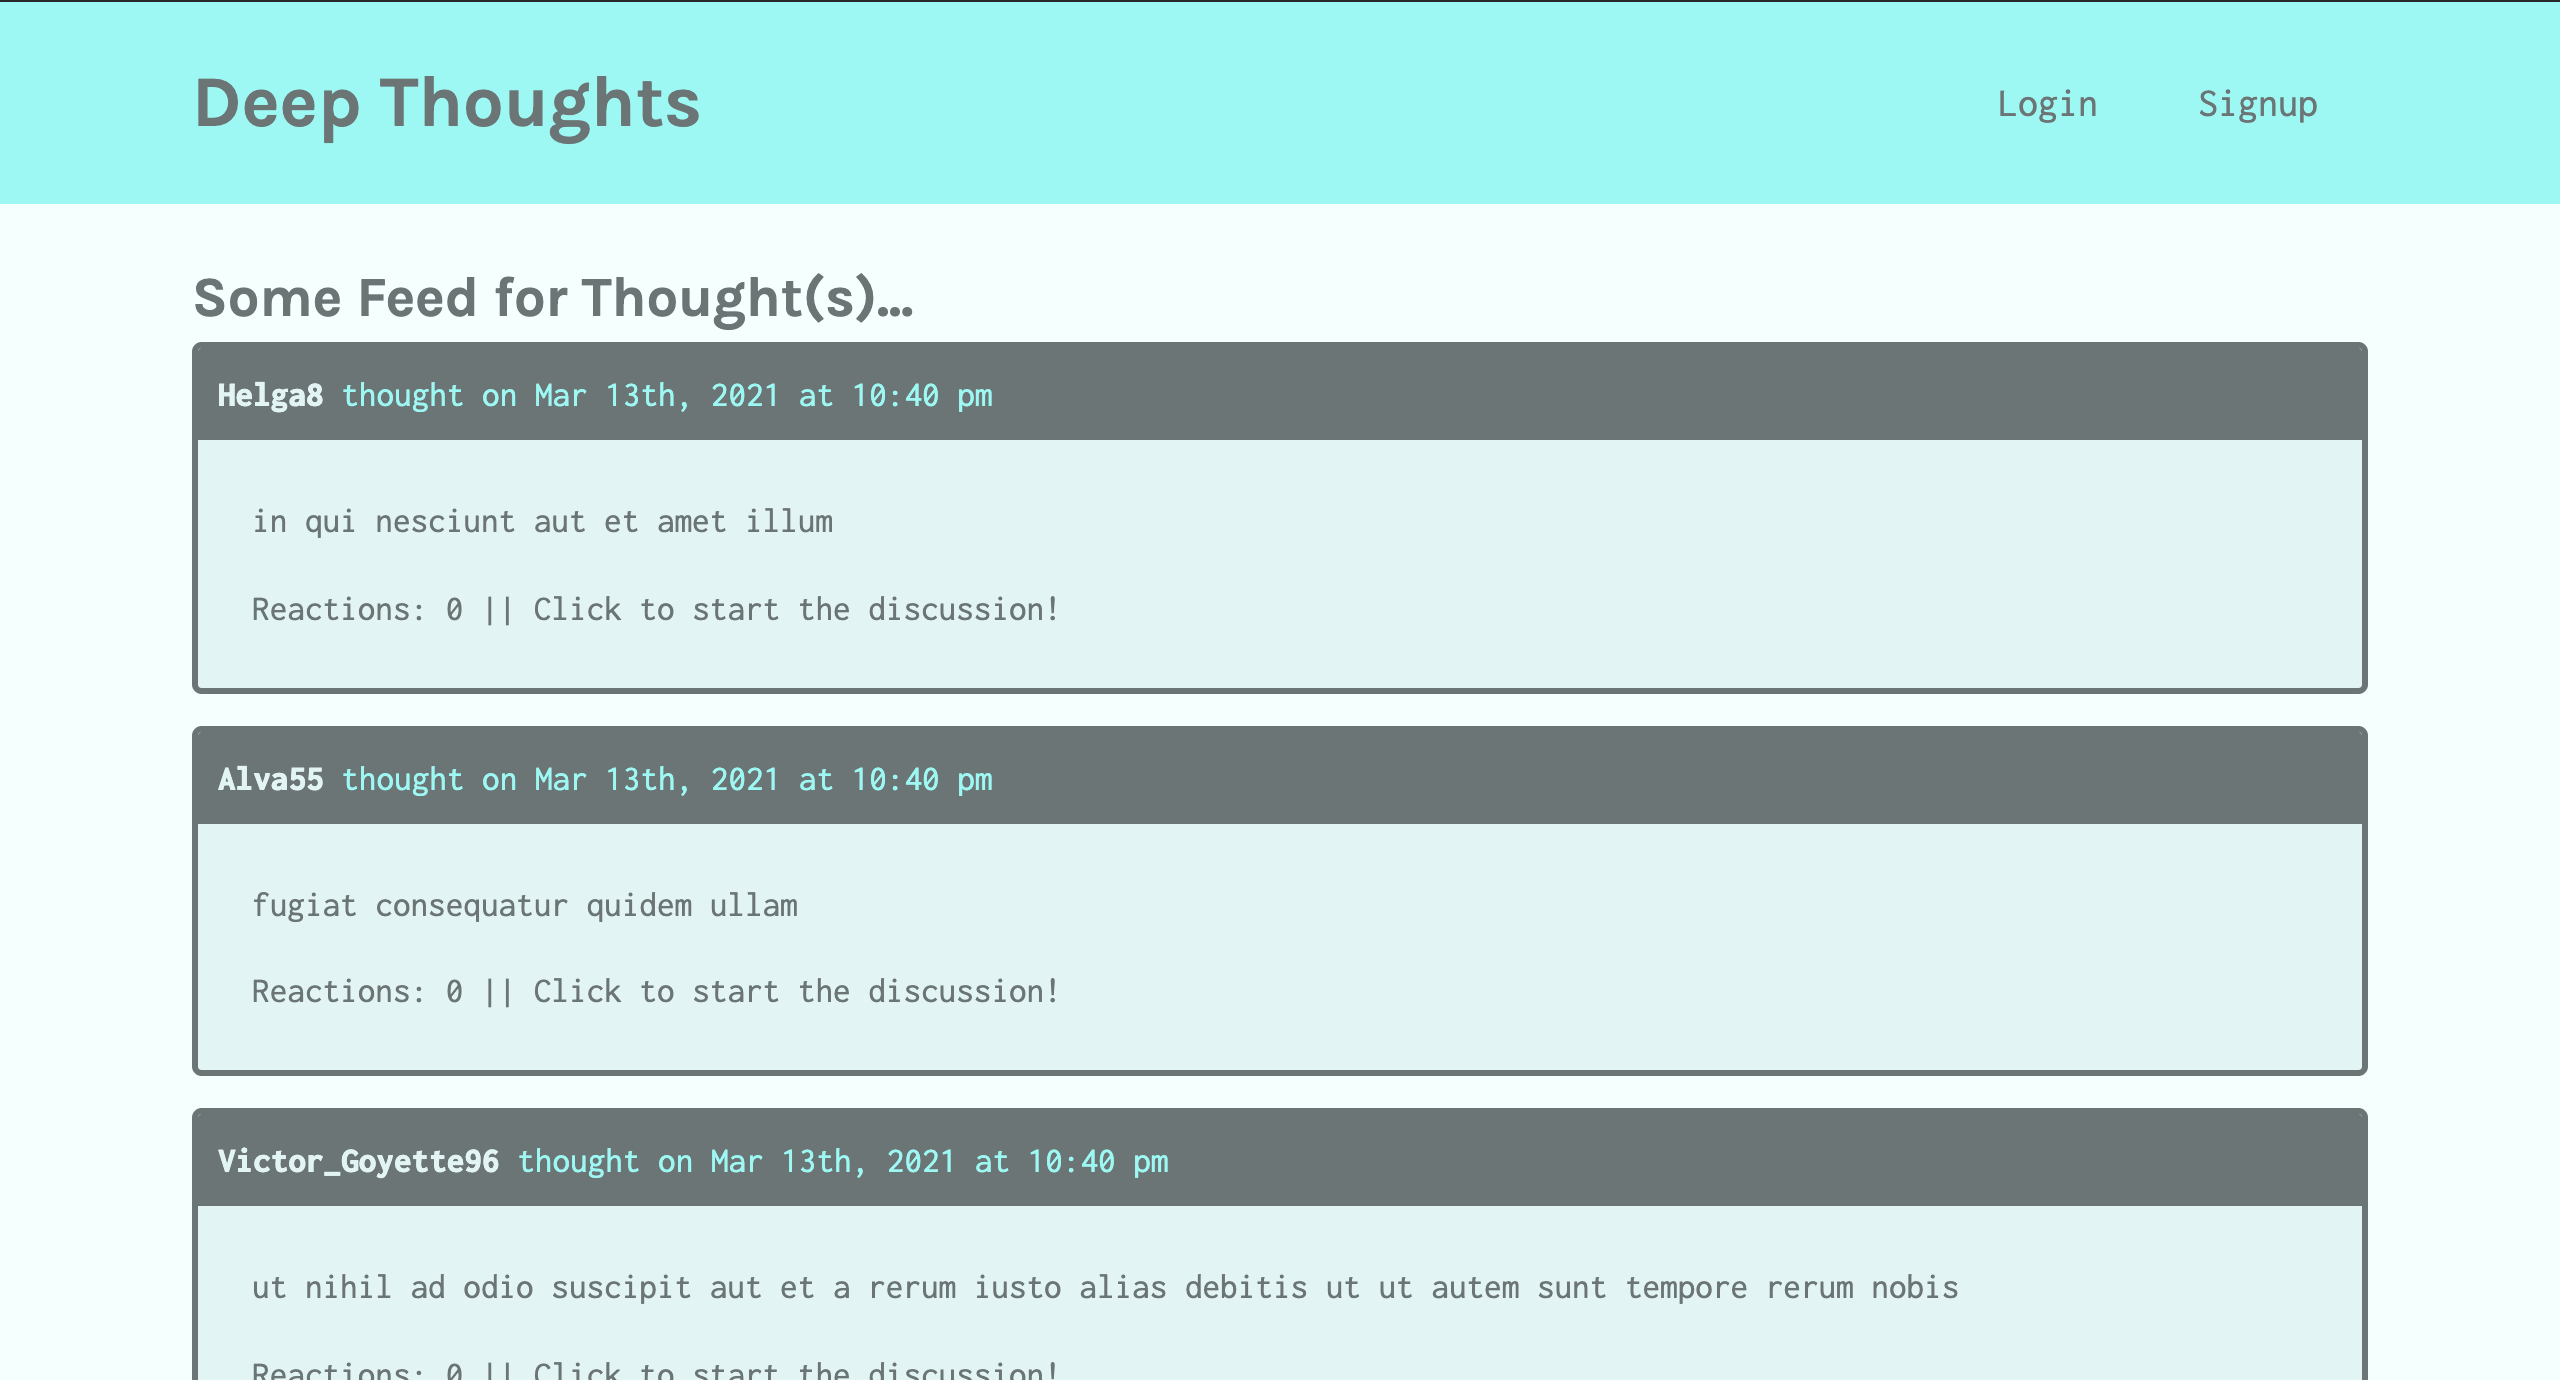 Deep Thoughts
Login Signup
Some Feed for Thought(s)...
Helga8 thought on Mar 13th, 2021 at 10:40 pm
in qui nesciunt aut et amet illum
Reactions: 0 || Click to start the discussion!
Alva55 thought on Mar 13th, 2021 at 10:40 pm
fugiat consequatur quidem ullam
Reactions: 0 || Click to start the discussion!
Victor_Goyette96 thought on Mar 13th, 2021 at 10:40 pm
ut nihil ad odio suscipit aut et a rerum iusto alias debitis ut ut autem sunt tempore rerum nobis
Reactions: 0 || Click to start the discussion!